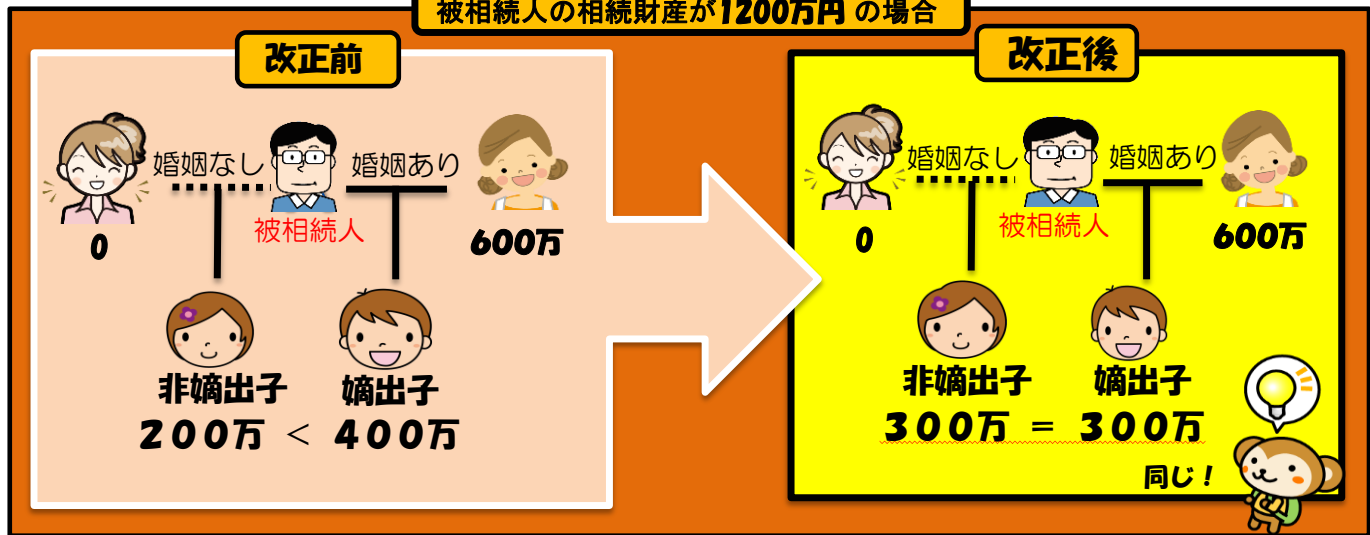 被相続人の相続財産が1200万円 の場合
改正前
婚姻なし
婚姻あり
被相続人
0
600万
非嫡出子
嫡出子
200万 < 400万
改正後
婚姻なし
婚姻あり
被相続人
0
600万
非嫡出子
嫡出子
300万 = 300万
同じ!